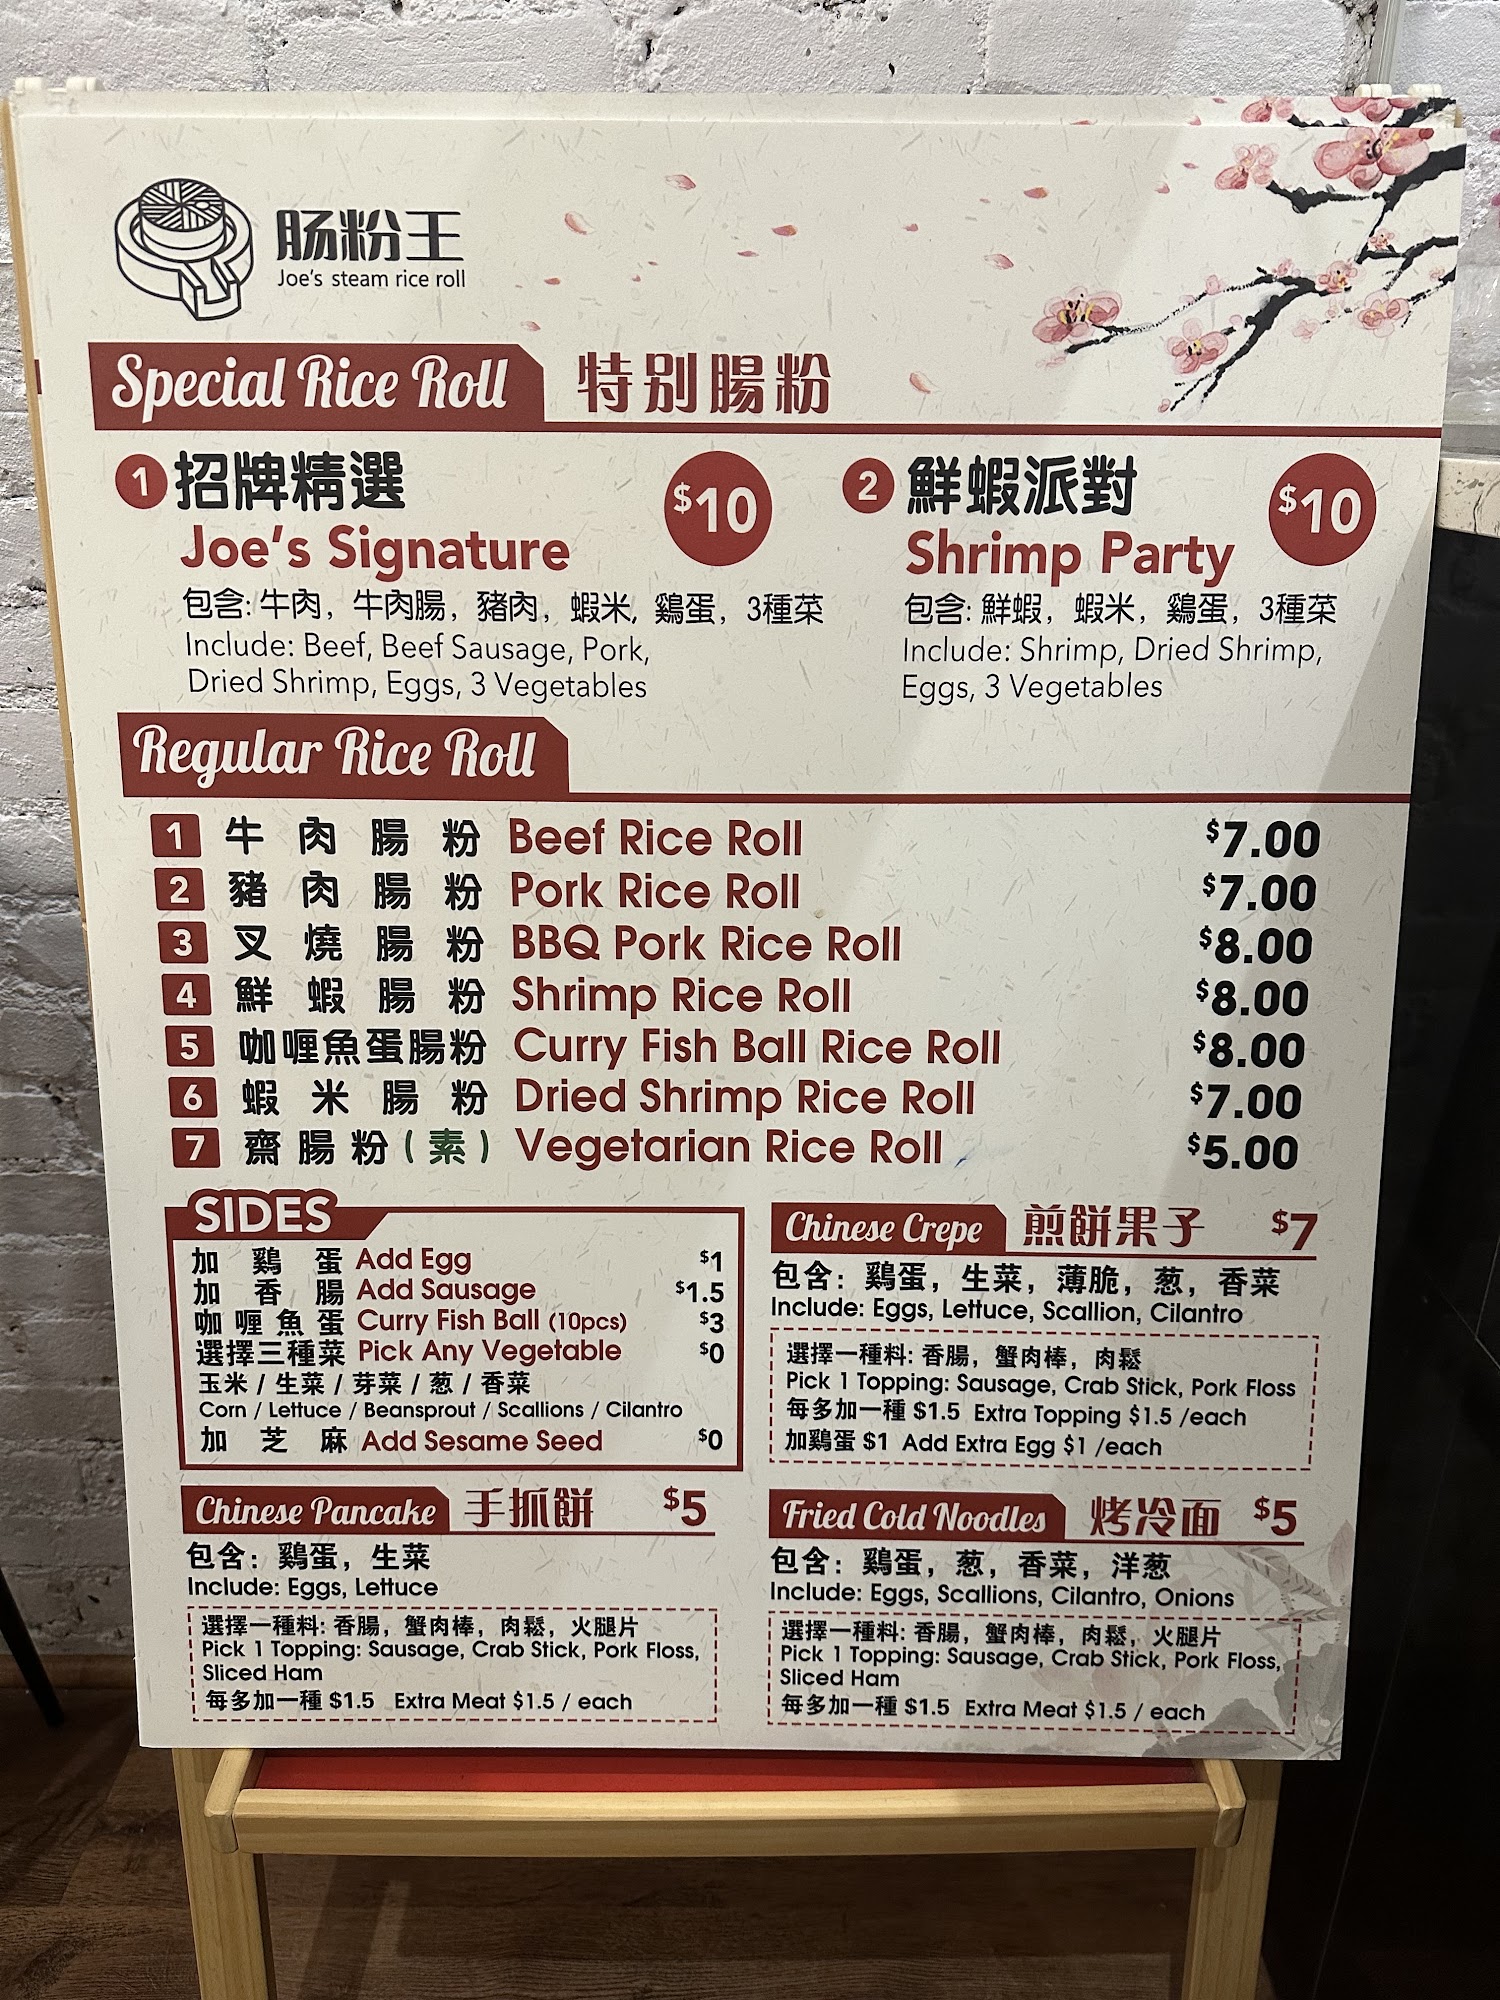 肠粉王
Joe's steam rice roll
Special Rice Roll 特别腸粉
1 招牌精選 $10
Joe's Signature
包含: 牛肉, 牛肉腸, 豬肉, 蝦米, 鷄蛋, 3種菜
Include: Beef, Beef Sausage, Pork,
Dried Shrimp, Eggs, 3 Vegetables
2 鮮蝦派對 $10
Shrimp Party
包含: 鮮蝦, 蝦米, 鷄蛋, 3種菜
Include: Shrimp, Dried Shrimp,
Eggs, 3 Vegetables
Regular Rice Roll
1 牛肉腸粉 Beef Rice Roll $7.00
2 豬肉腸粉 Pork Rice Roll $7.00
3 叉燒腸粉 BBQ Pork Rice Roll $8.00
4 鮮蝦腸粉 Shrimp Rice Roll $8.00
5 咖喱魚蛋腸粉 Curry Fish Ball Rice Roll $8.00
6 蝦米腸粉 Dried Shrimp Rice Roll $7.00
7 齋腸粉(素) Vegetarian Rice Roll $5.00
SIDES
加鷄蛋 Add Egg $1
加香腸 Add Sausage $1.5
咖喱魚蛋 Curry Fish Ball (10pcs) $3
選擇三種菜 Pick Any Vegetable $0
玉米 / 生菜 / 芽菜 / 葱 / 香菜
Corn / Lettuce / Beansprout / Scallions / Cilantro
加芝麻 Add Sesame Seed $0
Chinese Crepe 煎餅果子 $7
包含: 鷄蛋, 生菜, 薄脆, 葱, 香菜
Include: Eggs, Lettuce, Scallion, Cilantro
選擇一種料: 香腸, 蟹肉棒, 肉鬆
Pick 1 Topping: Sausage, Crab Stick, Pork Floss
每多加一種 $1.5 Extra Topping $1.5 /each
加鷄蛋 $1 Add Extra Egg $1 /each
Chinese Pancake 手抓餅 $5
包含: 鷄蛋, 生菜
Include: Eggs, Lettuce
選擇一種料: 香腸, 蟹肉棒, 肉鬆, 火腿片
Pick 1 Topping: Sausage, Crab Stick, Pork Floss,
Sliced Ham
每多加一種 $1.5 Extra Meat $1.5 / each
Fried Cold Noodles 烤冷面 $5
包含: 鷄蛋, 葱, 香菜, 洋葱
Include: Eggs, Scallions, Cilantro, Onions
選擇一種料: 香腸, 蟹肉棒, 肉鬆, 火腿片
Pick 1 Topping: Sausage, Crab Stick, Pork Floss,
Sliced Ham
每多加一種 $1.5 Extra Meat $1.5 / each